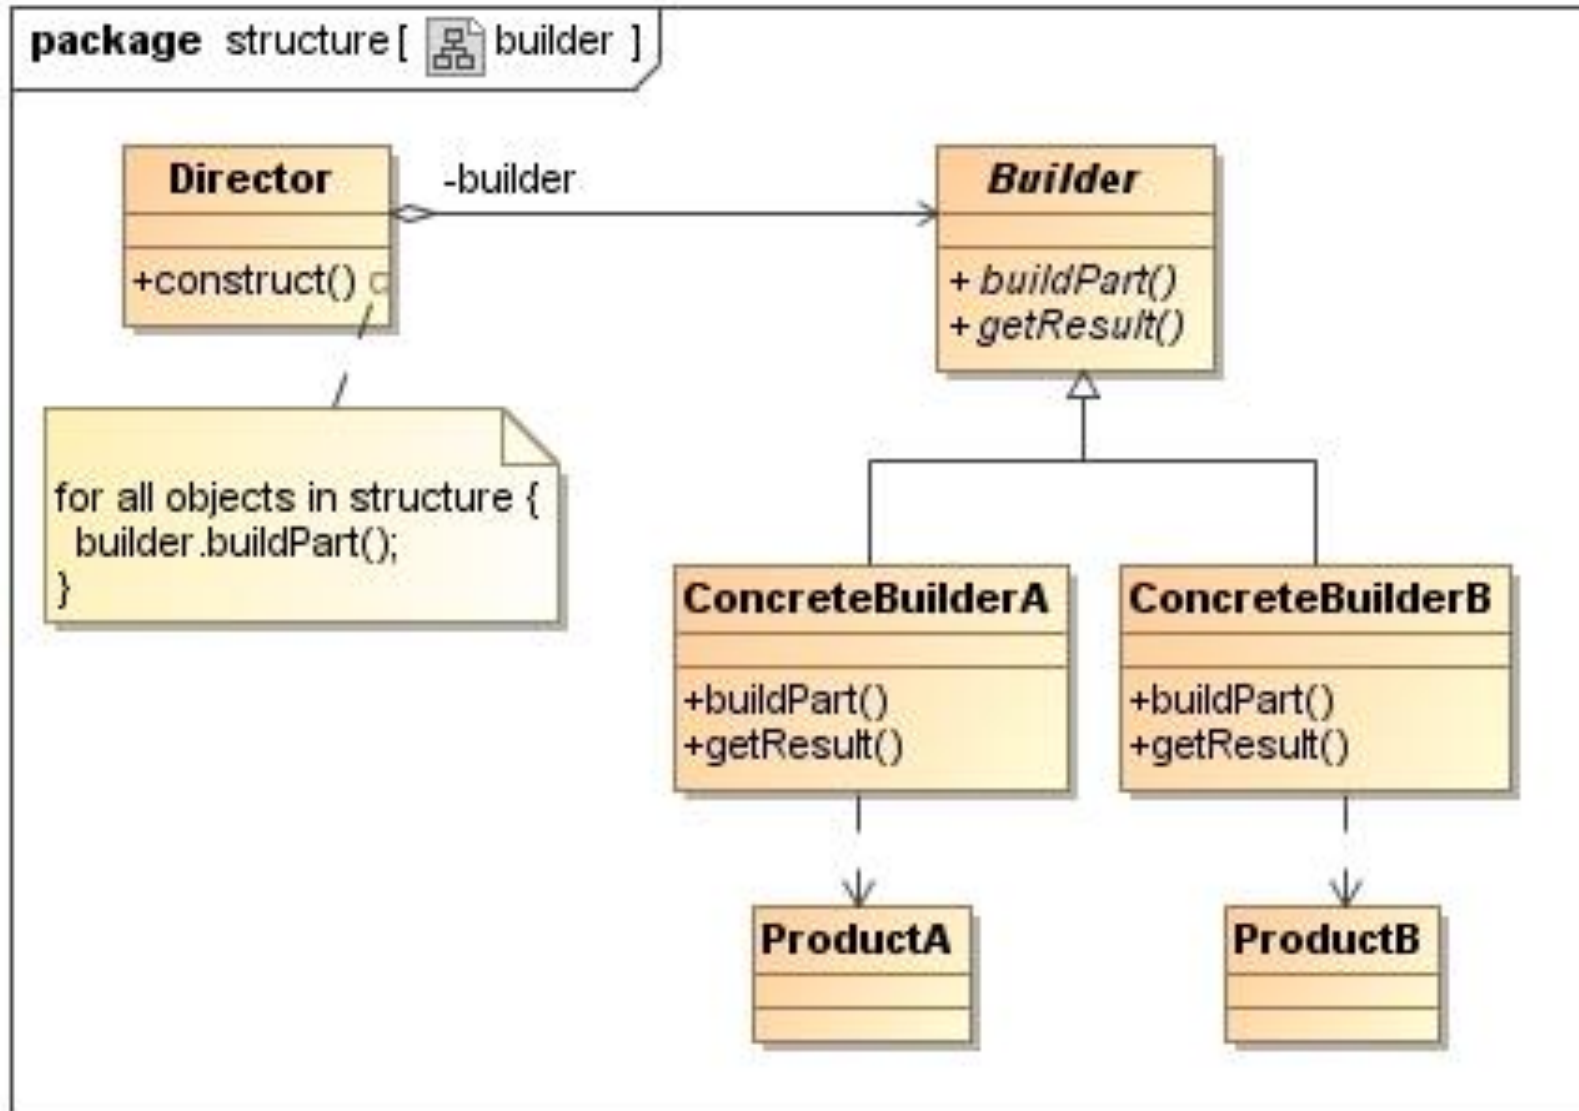 package structure [ builder ]
Director
-builder
Builder
+construct()
+ buildPart()
+ getResult()
for all objects in structure {
builder.buildPart();
}
ConcreteBuilderA
+buildPart()
+getResult()
ConcreteBuilderB
+buildPart()
+getResult()
ProductA
ProductB